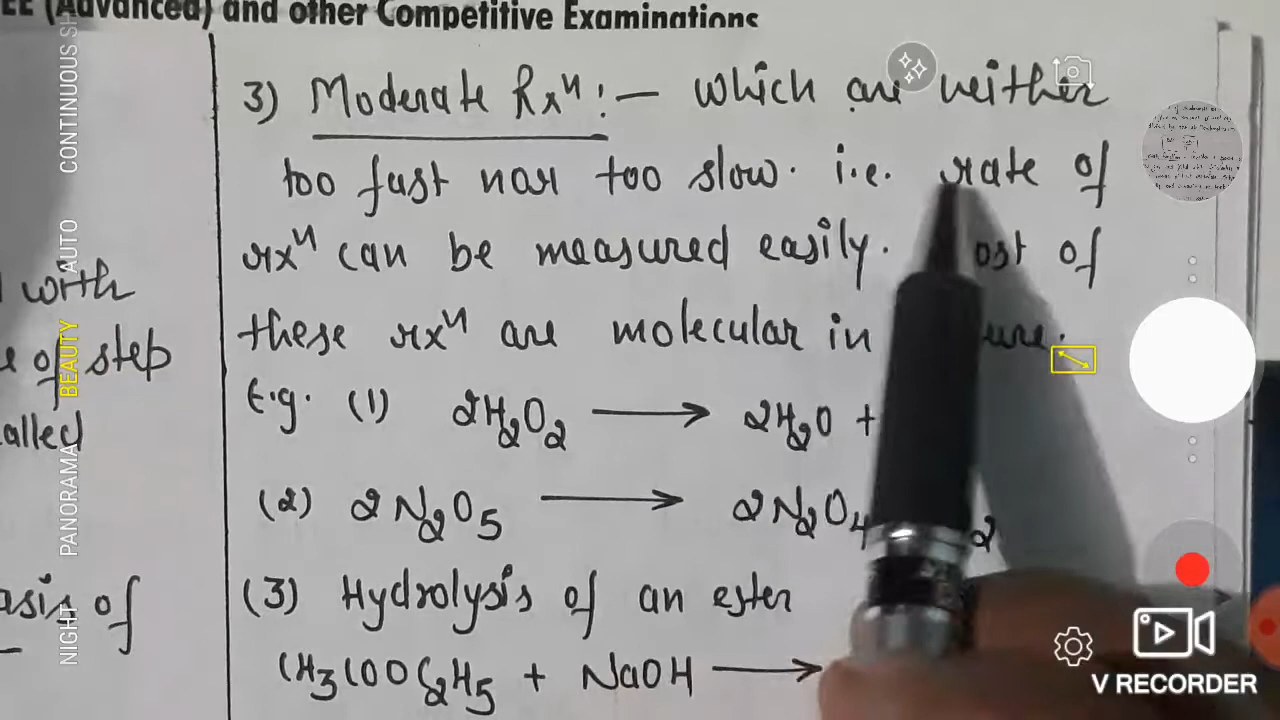 EE (Advanced) and other Competitive Examinations
3) Moderate Rxⁿ :— which are neither
too fast nor too slow. i.e. rate of
rxⁿ can be measured easily. of
these rxⁿ are molecular in
E.g. (1) 2H₂O₂ ⟶ 2H₂O +
(2) 2N₂O₅ ⟶ 2N₂O₄
(3) Hydrolysis of an ester
CH₃COOC₂H₅ + NaOH ⟶
with
of step
alled
asis of
CONTINUOUS SH
AUTO
BEAUTY
PANORAMA
NIGHT
V RECORDER